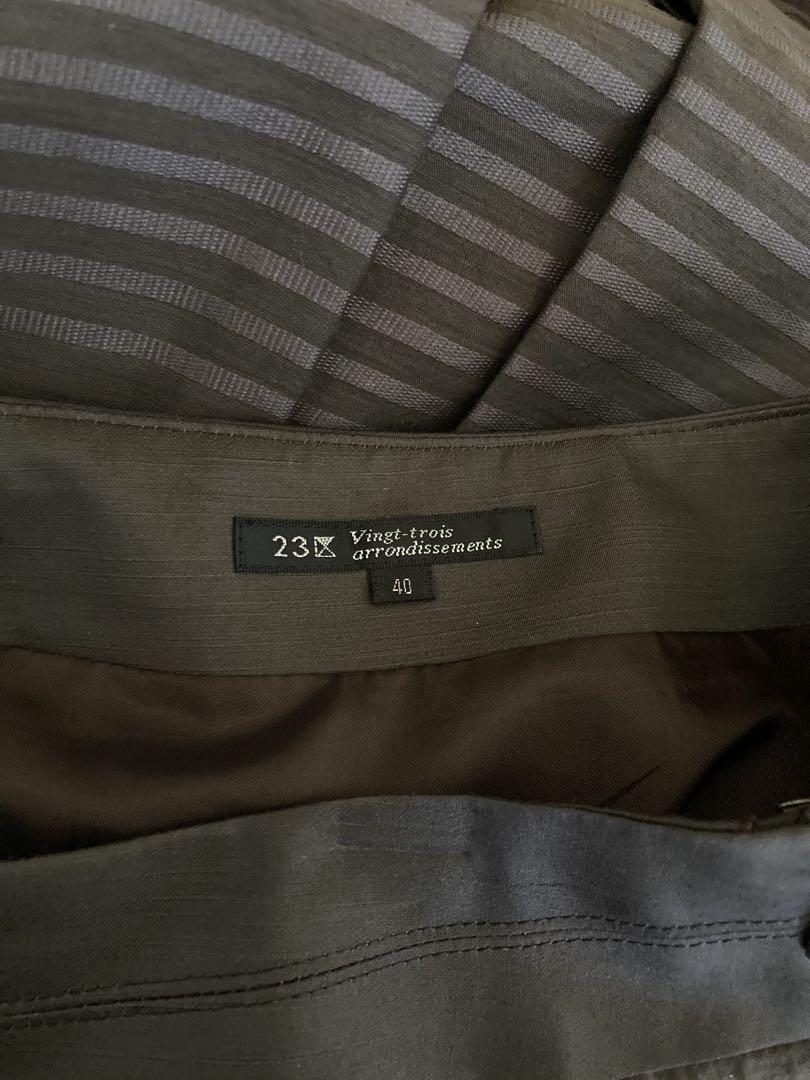 23区 Vingt-trois
arrondissements
40